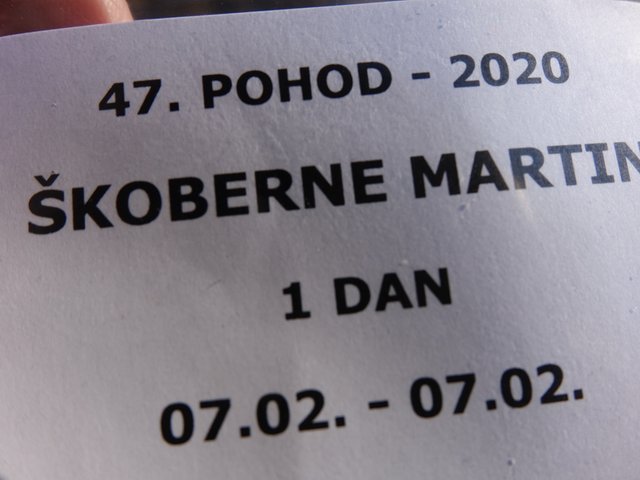 47. POHOD - 2020
ŠKOBERNE MARTIN
1 DAN
07.02. - 07.02.